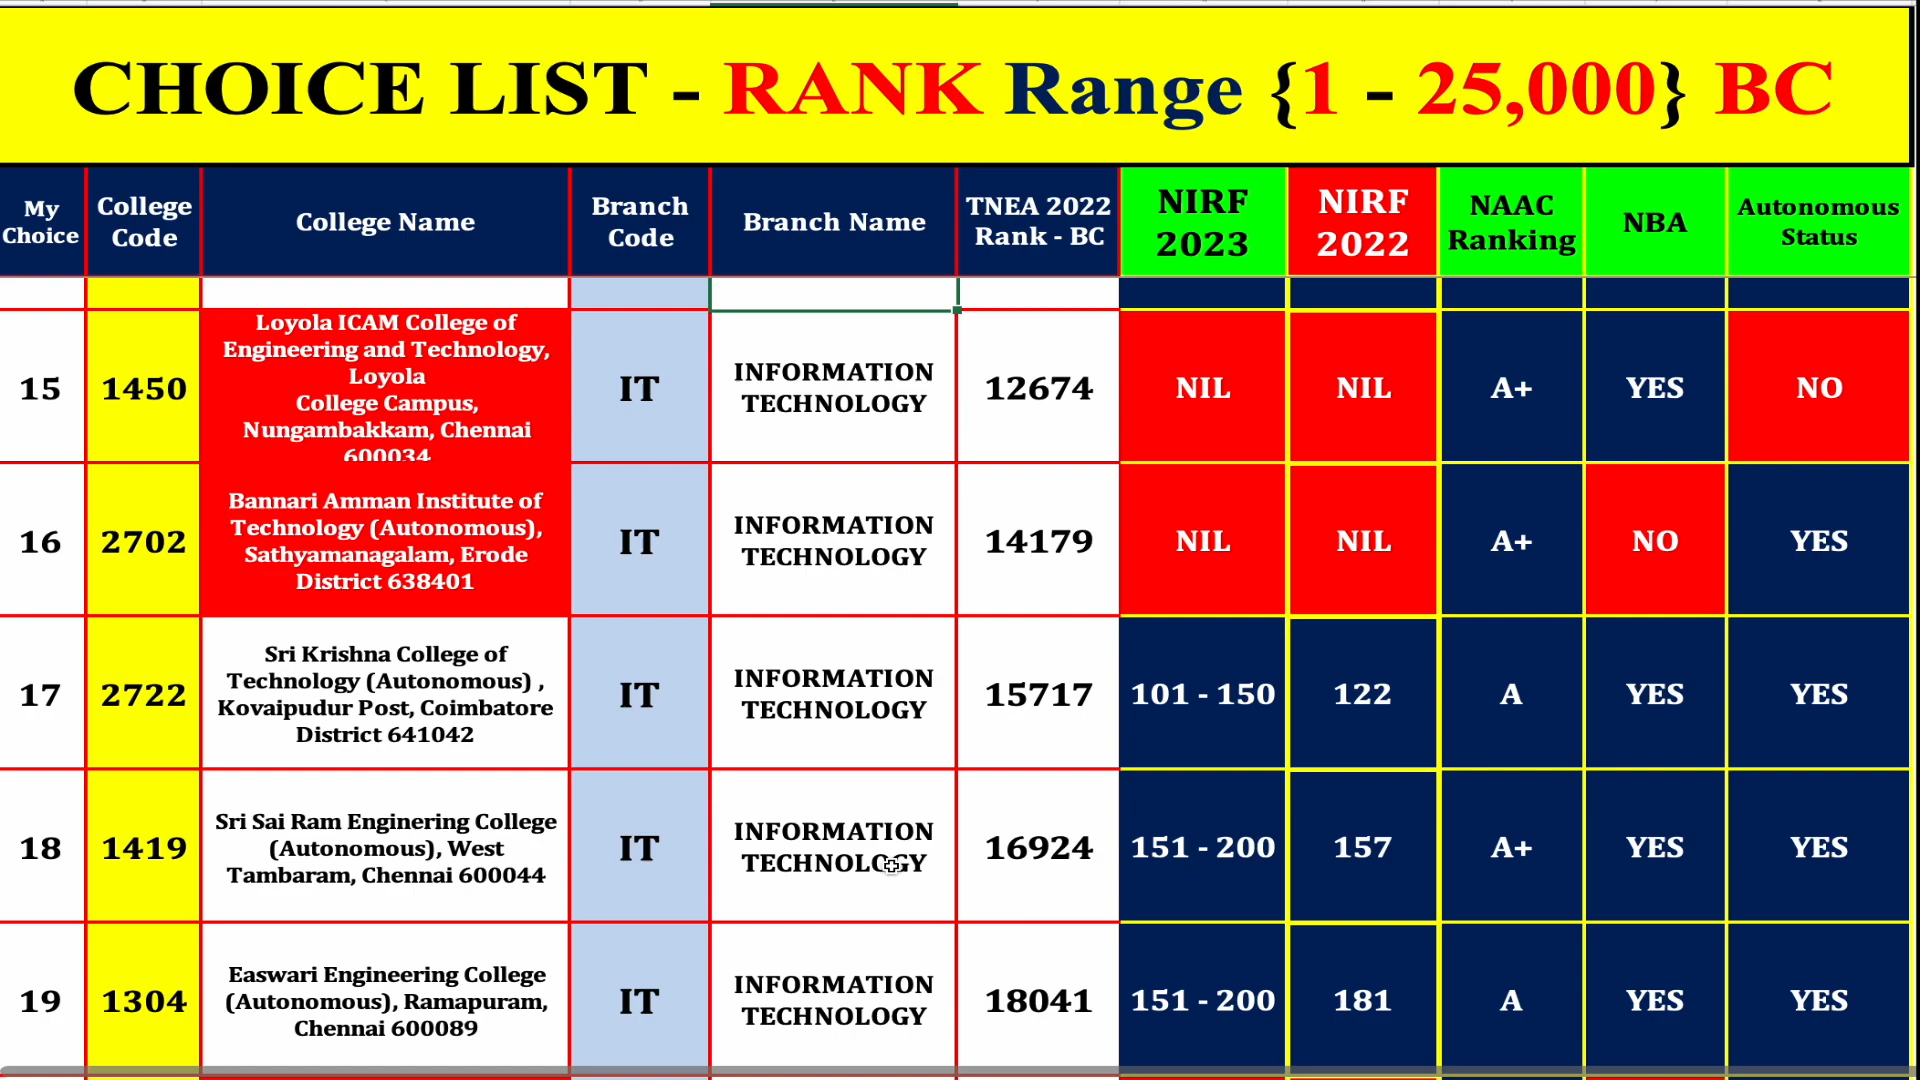 CHOICE LIST - RANK Range {1 - 25,000} BC
My Choice
College Code
College Name
Branch Code
Branch Name
TNEA 2022 Rank - BC
NIRF 2023
NIRF 2022
NAAC Ranking
NBA
Autonomous Status
15
1450
Loyola ICAM College of
Engineering and Technology,
Loyola
College Campus,
Nungambakkam, Chennai
600034
IT
INFORMATION
TECHNOLOGY
12674
NIL
NIL
A+
YES
NO
16
2702
Bannari Amman Institute of
Technology (Autonomous),
Sathyamanagalam, Erode
District 638401
IT
INFORMATION
TECHNOLOGY
14179
NIL
NIL
A+
NO
YES
17
2722
Sri Krishna College of
Technology (Autonomous) ,
Kovaipudur Post, Coimbatore
District 641042
IT
INFORMATION
TECHNOLOGY
15717
101 - 150
122
A
YES
YES
18
1419
Sri Sai Ram Enginering College
(Autonomous), West
Tambaram, Chennai 600044
IT
INFORMATION
TECHNOLOGY
16924
151 - 200
157
A+
YES
YES
19
1304
Easwari Engineering College
(Autonomous), Ramapuram,
Chennai 600089
IT
INFORMATION
TECHNOLOGY
18041
151 - 200
181
A
YES
YES